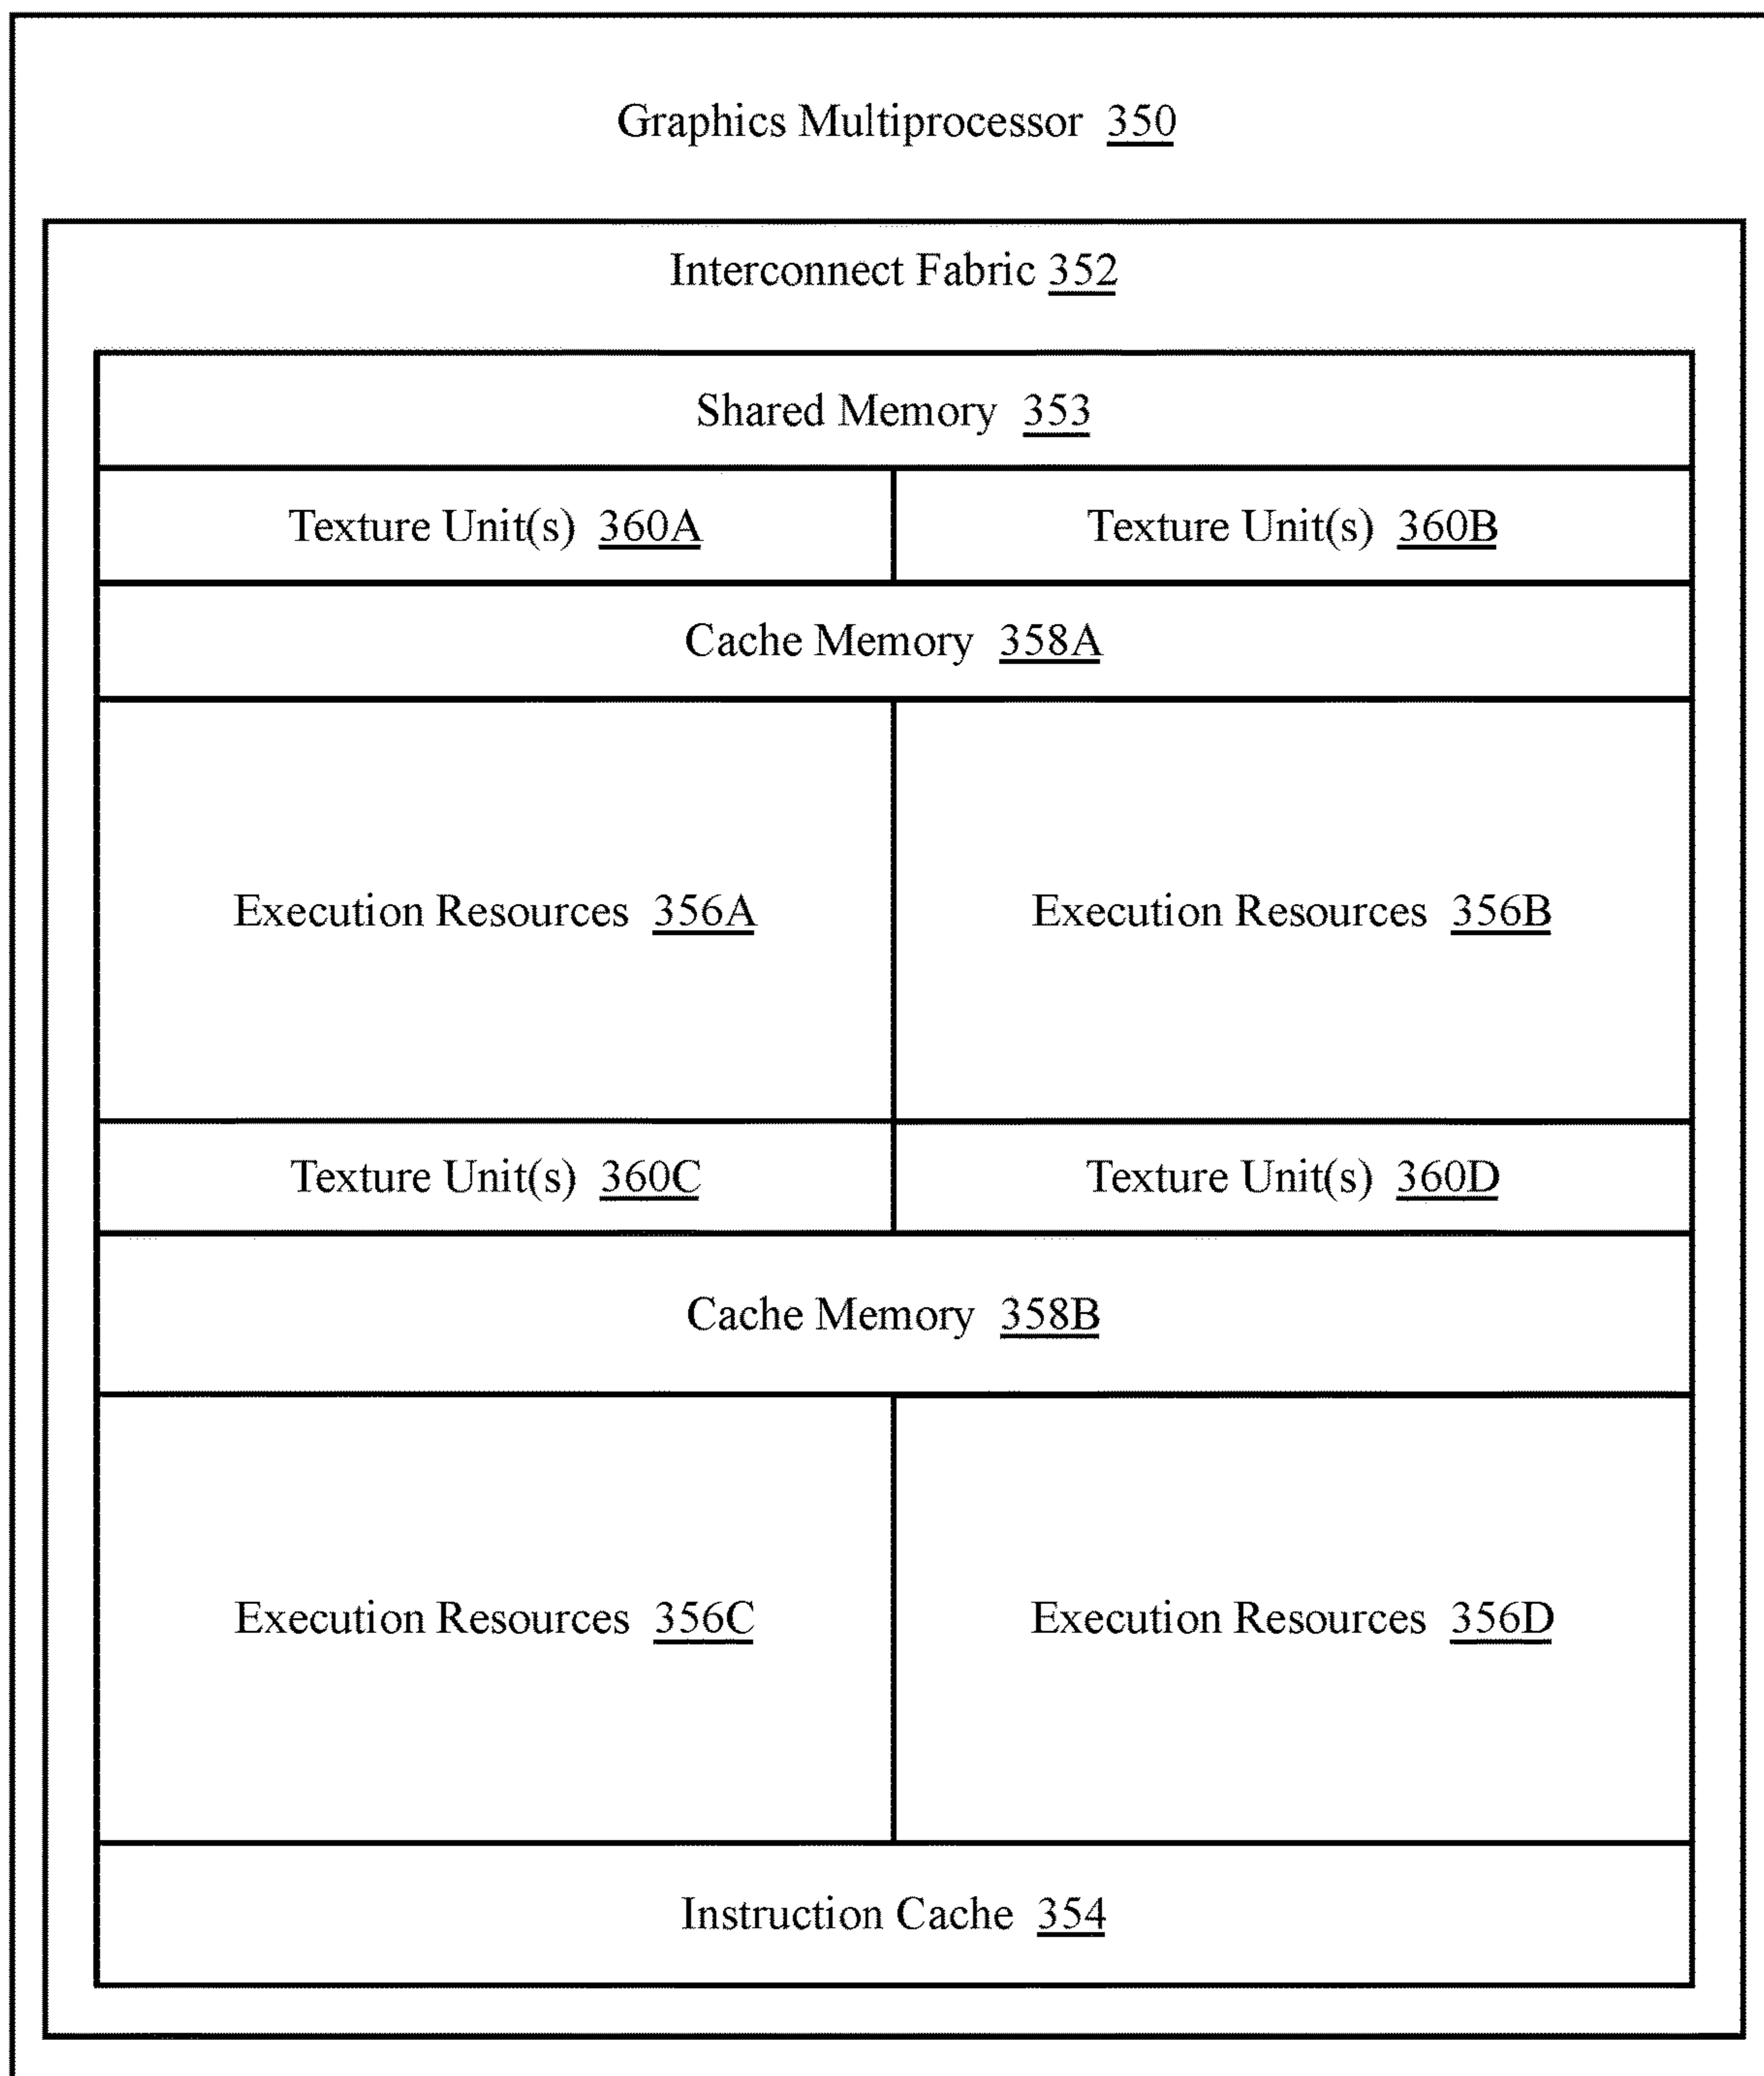 Graphics Multiprocessor 350
Interconnect Fabric 352
Shared Memory 353
Texture Unit(s) 360A
Texture Unit(s) 360B
Cache Memory 358A
Execution Resources 356A
Execution Resources 356B
Texture Unit(s) 360C
Texture Unit(s) 360D
Cache Memory 358B
Execution Resources 356C
Execution Resources 356D
Instruction Cache 354